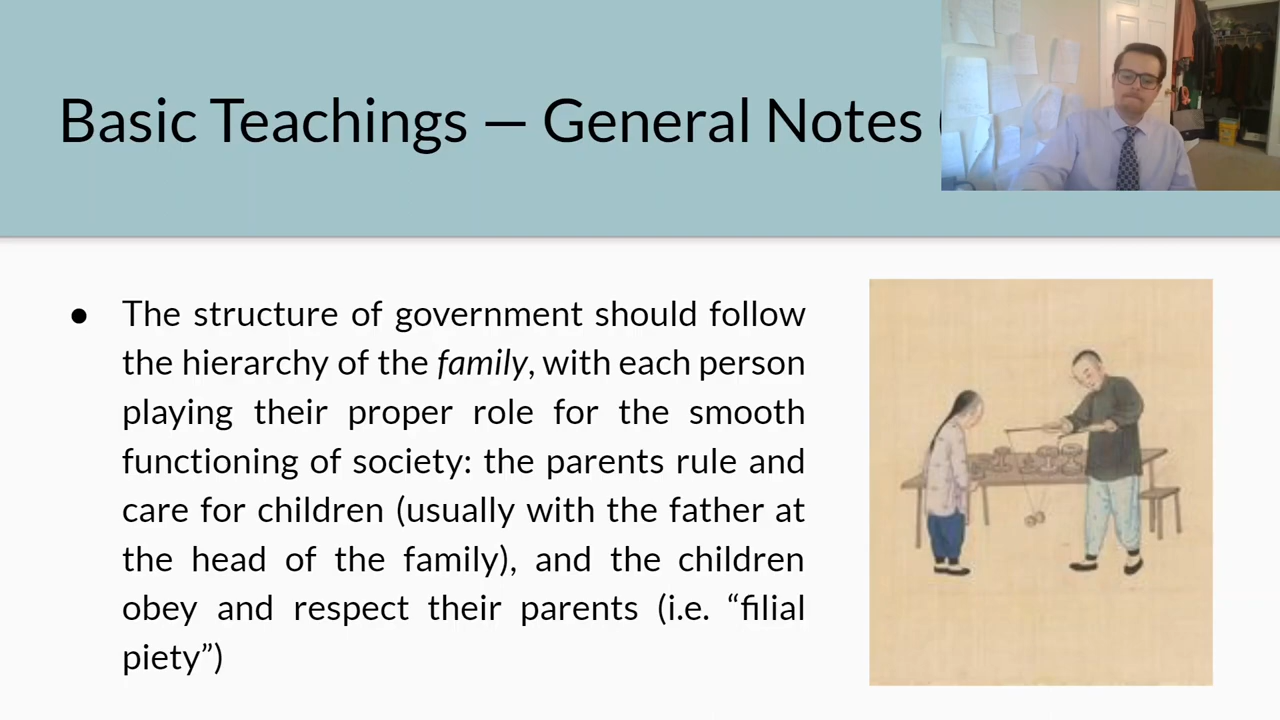 Basic Teachings — General Notes
● The structure of government should follow
the hierarchy of the family, with each person
playing their proper role for the smooth
functioning of society: the parents rule and
care for children (usually with the father at
the head of the family), and the children
obey and respect their parents (i.e. “filial
piety”)